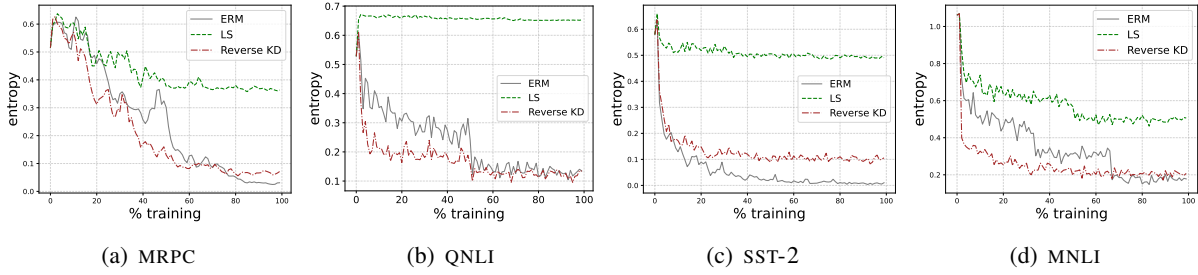 entropy
0.6
0.5
0.4
0.3
0.2
0.1
0.0
ERM
LS
Reverse KD
0 20 40 60 80 100
% training
(a) MRPC
entropy
0.7
0.6
0.5
0.4
0.3
0.2
0.1
ERM
LS
Reverse KD
0 20 40 60 80 100
% training
(b) QNLI
entropy
0.6
0.5
0.4
0.3
0.2
0.1
0.0
ERM
LS
Reverse KD
0 20 40 60 80 100
% training
(c) SST-2
entropy
1.0
0.8
0.6
0.4
0.2
ERM
LS
Reverse KD
0 20 40 60 80 100
% training
(d) MNLI